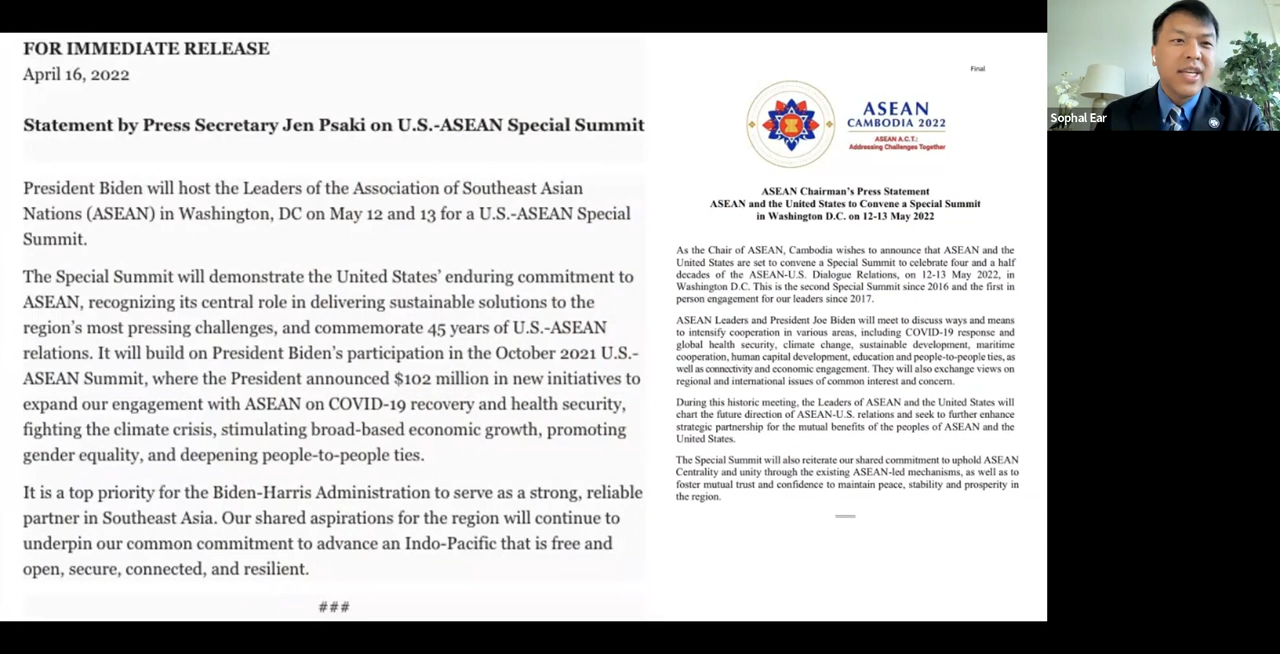 FOR IMMEDIATE RELEASE
April 16, 2022
Statement by Press Secretary Jen Psaki on U.S.-ASEAN Special Summit
President Biden will host the Leaders of the Association of Southeast Asian
Nations (ASEAN) in Washington, DC on May 12 and 13 for a U.S.-ASEAN Special
Summit.
The Special Summit will demonstrate the United States’ enduring commitment to
ASEAN, recognizing its central role in delivering sustainable solutions to the
region’s most pressing challenges, and commemorate 45 years of U.S.-ASEAN
relations. It will build on President Biden’s participation in the October 2021 U.S.-
ASEAN Summit, where the President announced $102 million in new initiatives to
expand our engagement with ASEAN on COVID-19 recovery and health security,
fighting the climate crisis, stimulating broad-based economic growth, promoting
gender equality, and deepening people-to-people ties.
It is a top priority for the Biden-Harris Administration to serve as a strong, reliable
partner in Southeast Asia. Our shared aspirations for the region will continue to
underpin our common commitment to advance an Indo-Pacific that is free and
open, secure, connected, and resilient.
###
Final
ASEAN
CAMBODIA 2022
ASEAN A.C.T.:
Addressing Challenges Together
ASEAN Chairman’s Press Statement
ASEAN and the United States to Convene a Special Summit
in Washington D.C. on 12-13 May 2022
As the Chair of ASEAN, Cambodia wishes to announce that ASEAN and the
United States are set to convene a Special Summit to celebrate four and a half
decades of the ASEAN-U.S. Dialogue Relations, on 12-13 May 2022, in
Washington D.C. This is the second Special Summit since 2016 and the first in
person engagement for our leaders since 2017.
ASEAN Leaders and President Joe Biden will meet to discuss ways and means
to intensify cooperation in various areas, including COVID-19 response and
global health security, climate change, sustainable development, maritime
cooperation, human capital development, education and people-to-people ties, as
well as connectivity and economic engagement. They will also exchange views on
regional and international issues of common interest and concern.
During this historic meeting, the Leaders of ASEAN and the United States will
chart the future direction of ASEAN-U.S. relations and seek to further enhance
strategic partnership for the mutual benefits of the peoples of ASEAN and the
United States.
The Special Summit will also reiterate our shared commitment to uphold ASEAN
Centrality and unity through the existing ASEAN-led mechanisms, as well as to
foster mutual trust and confidence to maintain peace, stability and prosperity in
the region.
Sophal Ear